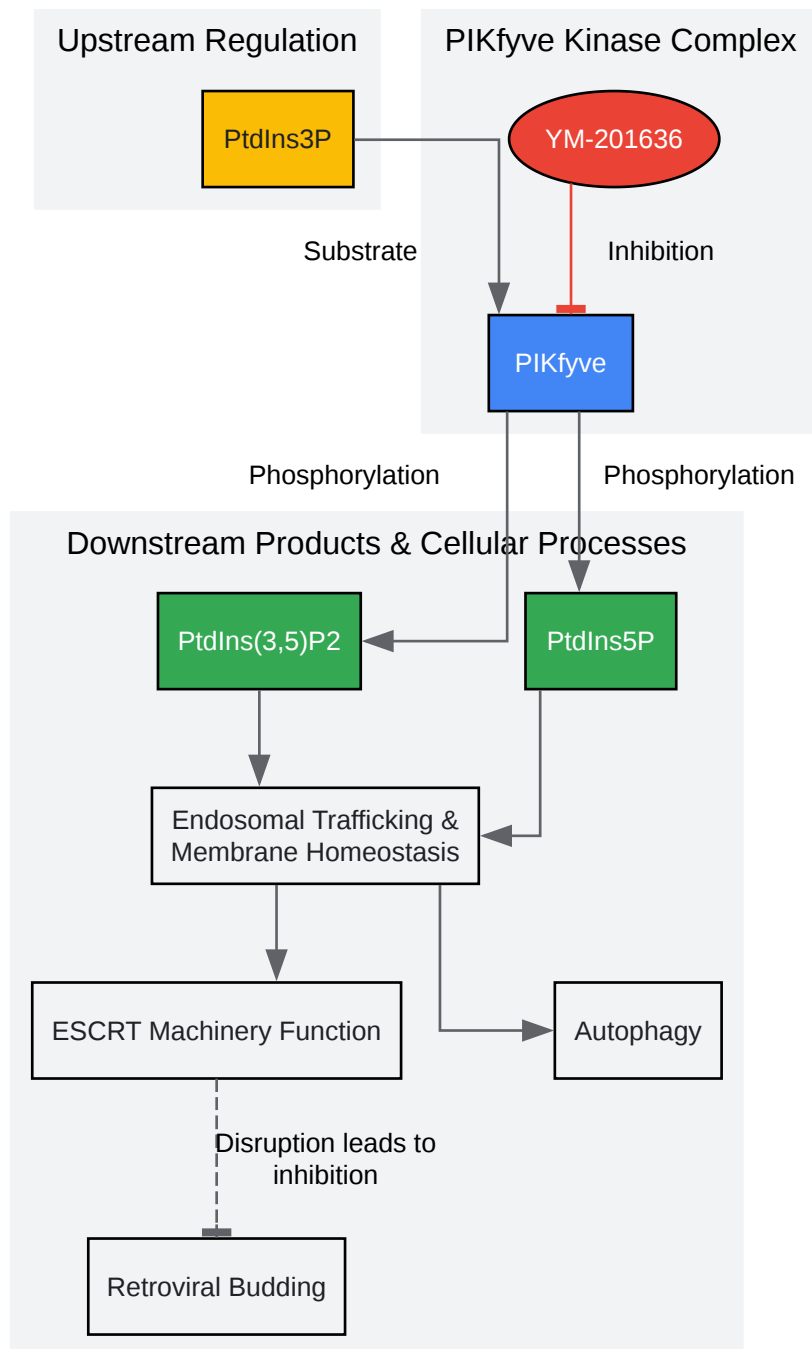 Upstream Regulation
PIKfyve Kinase Complex
PtdIns3P
YM-201636
Substrate
Inhibition
PIKfyve
Phosphorylation
Phosphorylation
Downstream Products & Cellular Processes
PtdIns(3,5)P2
PtdIns5P
Endosomal Trafficking &
Membrane Homeostasis
ESCRT Machinery Function
Autophagy
Disruption leads to
inhibition
Retroviral Budding